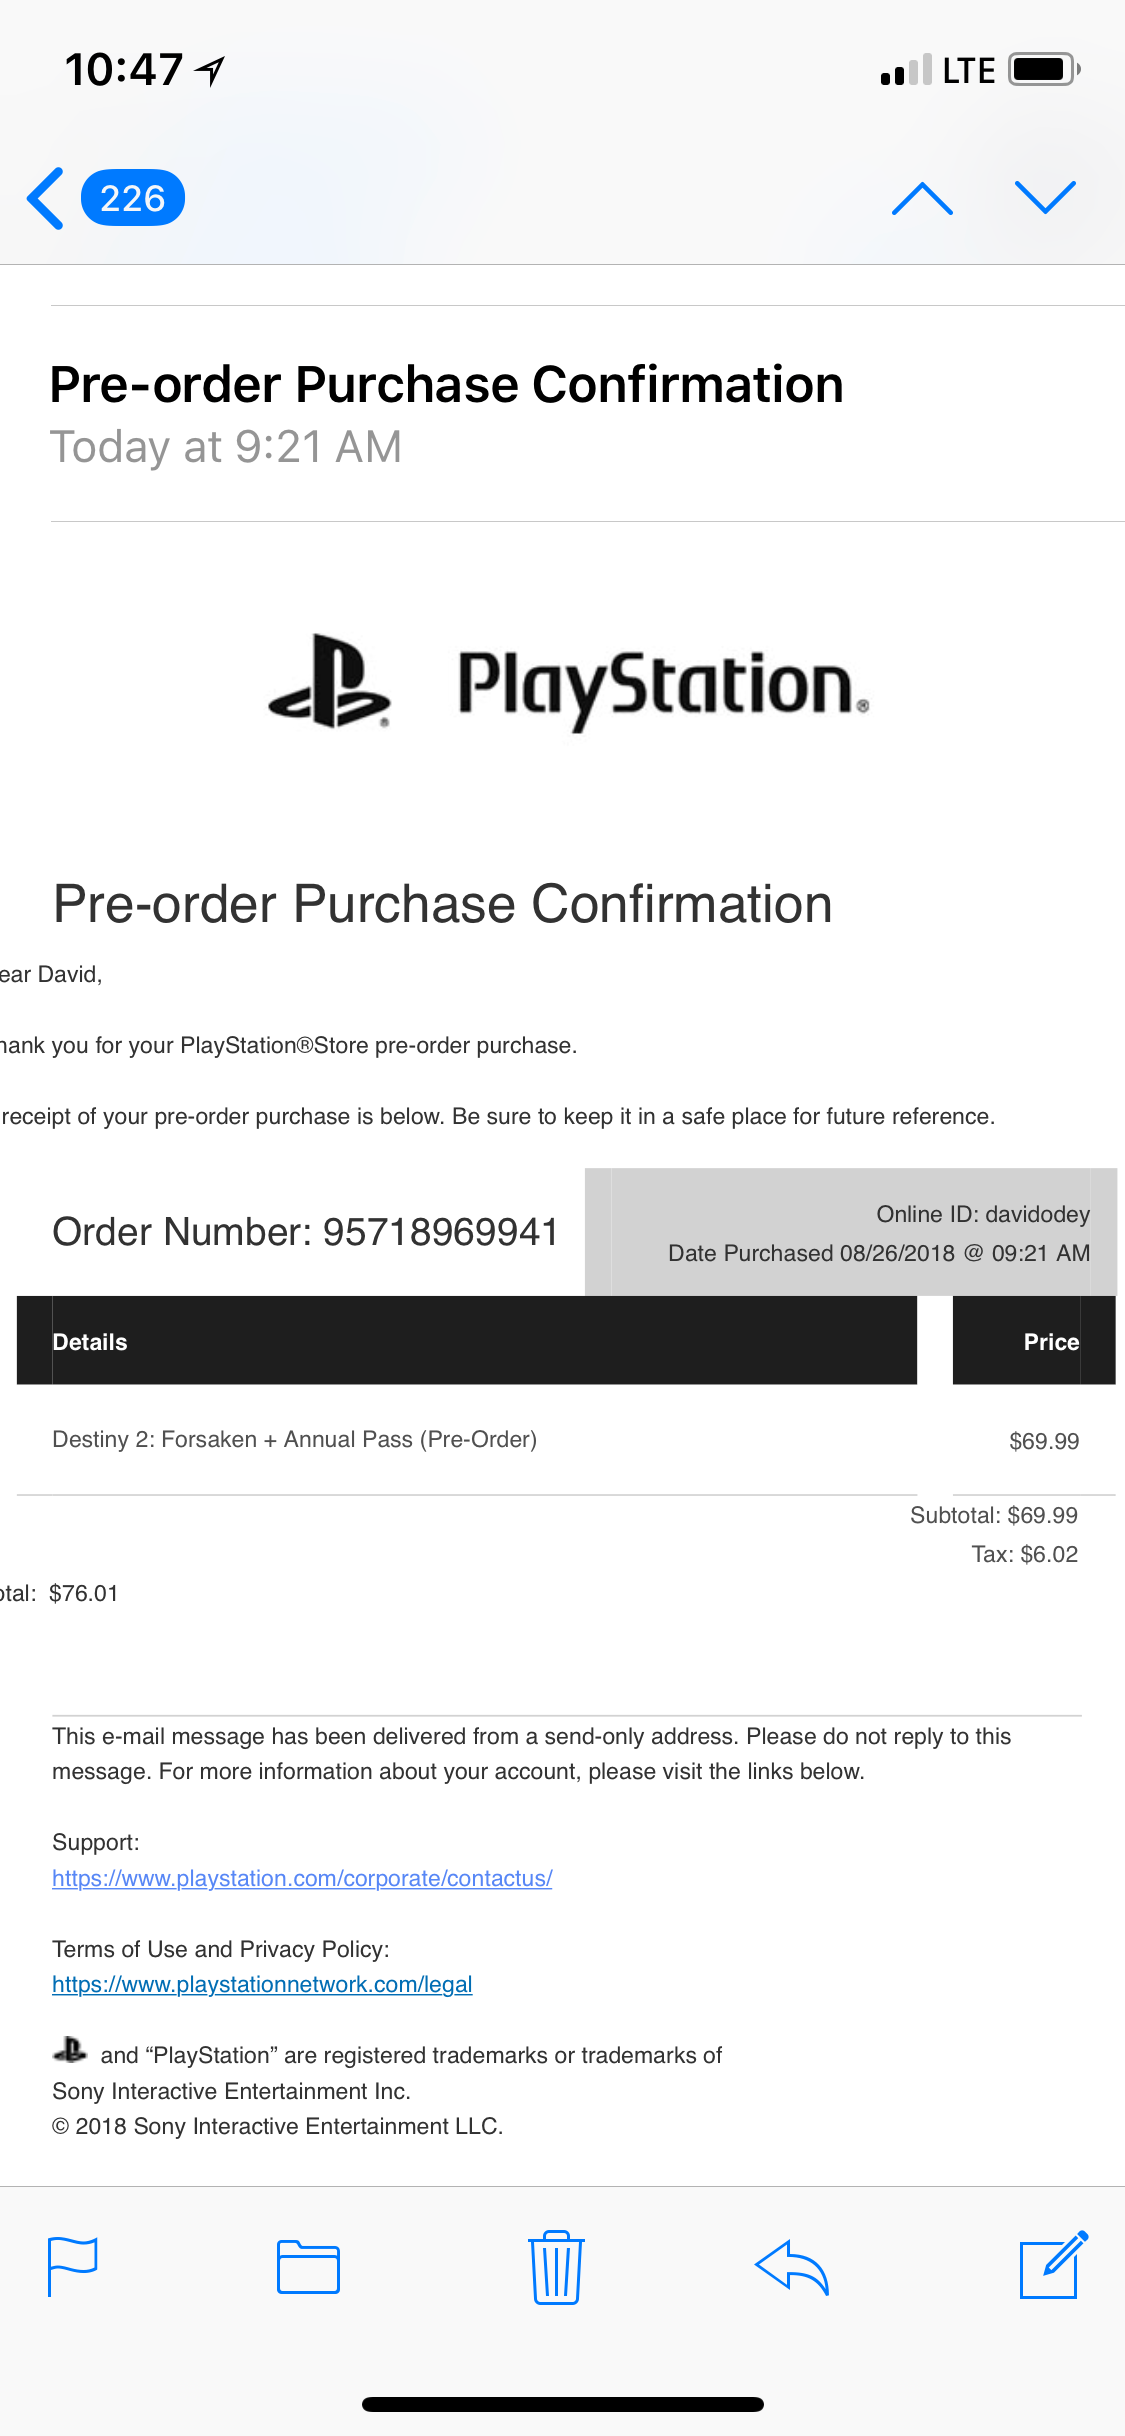 10:47
LTE
226
Pre-order Purchase Confirmation
Today at 9:21 AM
PlayStation®
Pre-order Purchase Confirmation
ear David,
hank you for your PlayStation®Store pre-order purchase.
receipt of your pre-order purchase is below. Be sure to keep it in a safe place for future reference.
Order Number: 95718969941
Online ID: davidodey
Date Purchased 08/26/2018 @ 09:21 AM
Details Price
Destiny 2: Forsaken + Annual Pass (Pre-Order) $69.99
Subtotal: $69.99
Tax: $6.02
otal: $76.01
This e-mail message has been delivered from a send-only address. Please do not reply to this
message. For more information about your account, please visit the links below.
Support:
https://www.playstation.com/corporate/contactus/
Terms of Use and Privacy Policy:
https://www.playstationnetwork.com/legal
and “PlayStation” are registered trademarks or trademarks of
Sony Interactive Entertainment Inc.
© 2018 Sony Interactive Entertainment LLC.